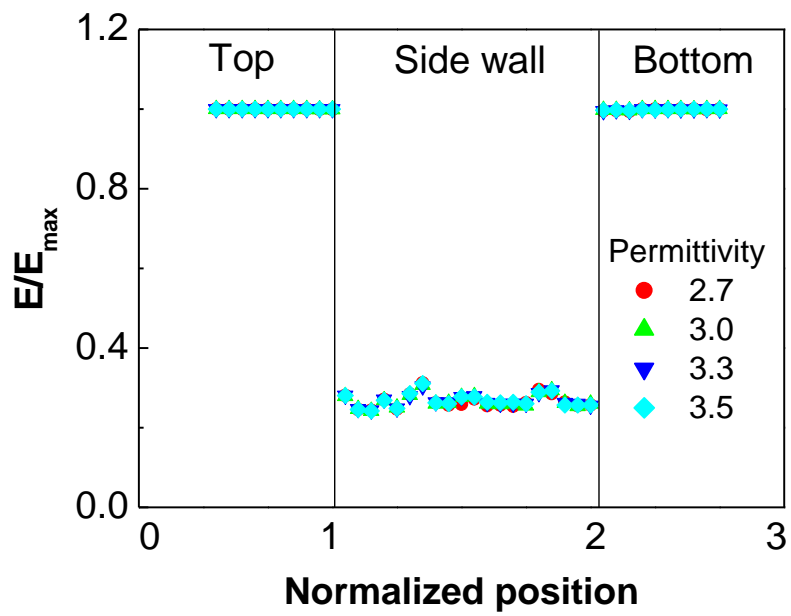 1.2
Top Side wall Bottom
0.8
E/Emax
Permittivity
2.7
3.0
0.4
3.3
3.5
0.0
0 1 2 3
Normalized position